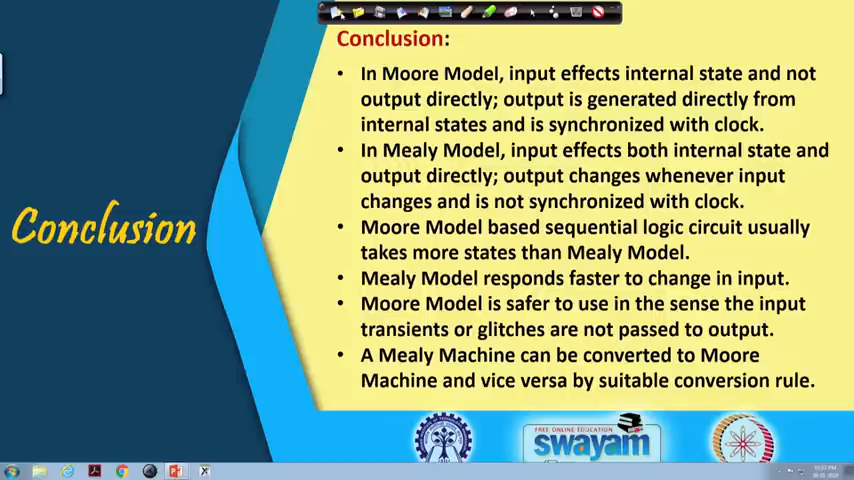 Conclusion:
• In Moore Model, input effects internal state and not
output directly; output is generated directly from
internal states and is synchronized with clock.
• In Mealy Model, input effects both internal state and
output directly; output changes whenever input
changes and is not synchronized with clock.
Conclusion
• Moore Model based sequential logic circuit usually
takes more states than Mealy Model.
• Mealy Model responds faster to change in input.
• Moore Model is safer to use in the sense the input
transients or glitches are not passed to output.
• A Mealy Machine can be converted to Moore
Machine and vice versa by suitable conversion rule.
FREE ONLINE EDUCATION
swayam